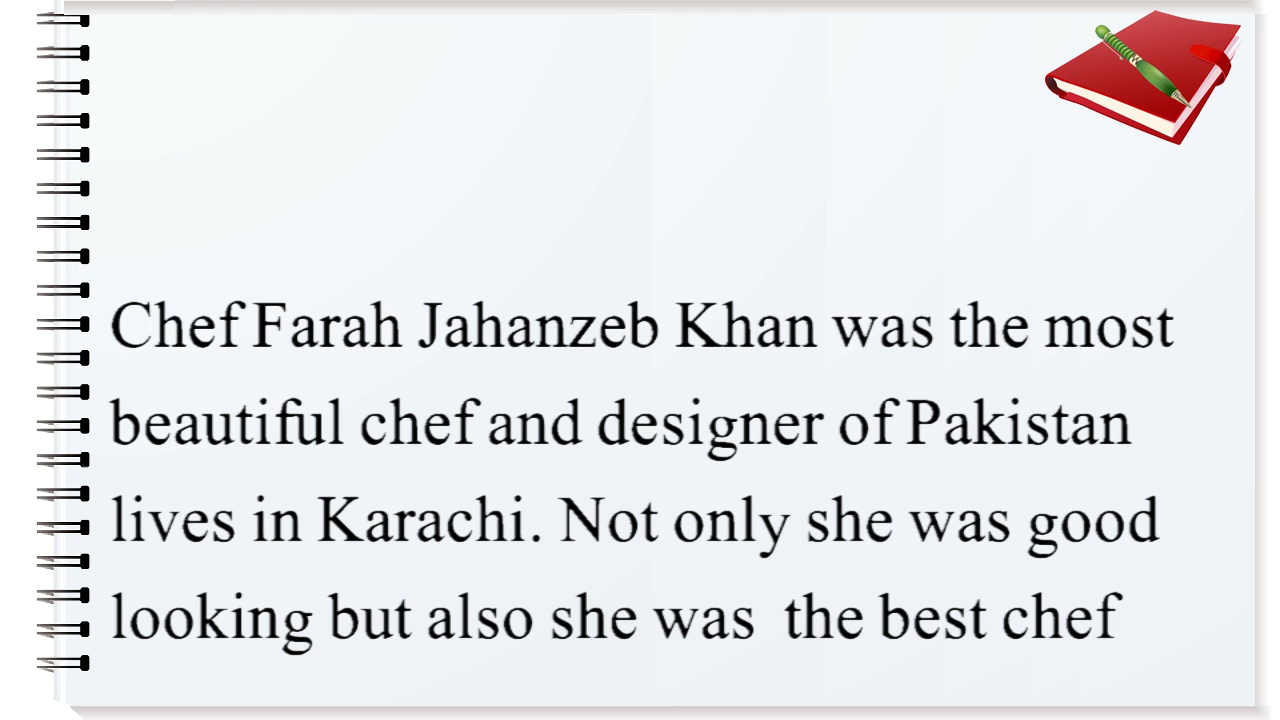 Chef Farah Jahanzeb Khan was the most
beautiful chef and designer of Pakistan
lives in Karachi. Not only she was good
looking but also she was  the best chef